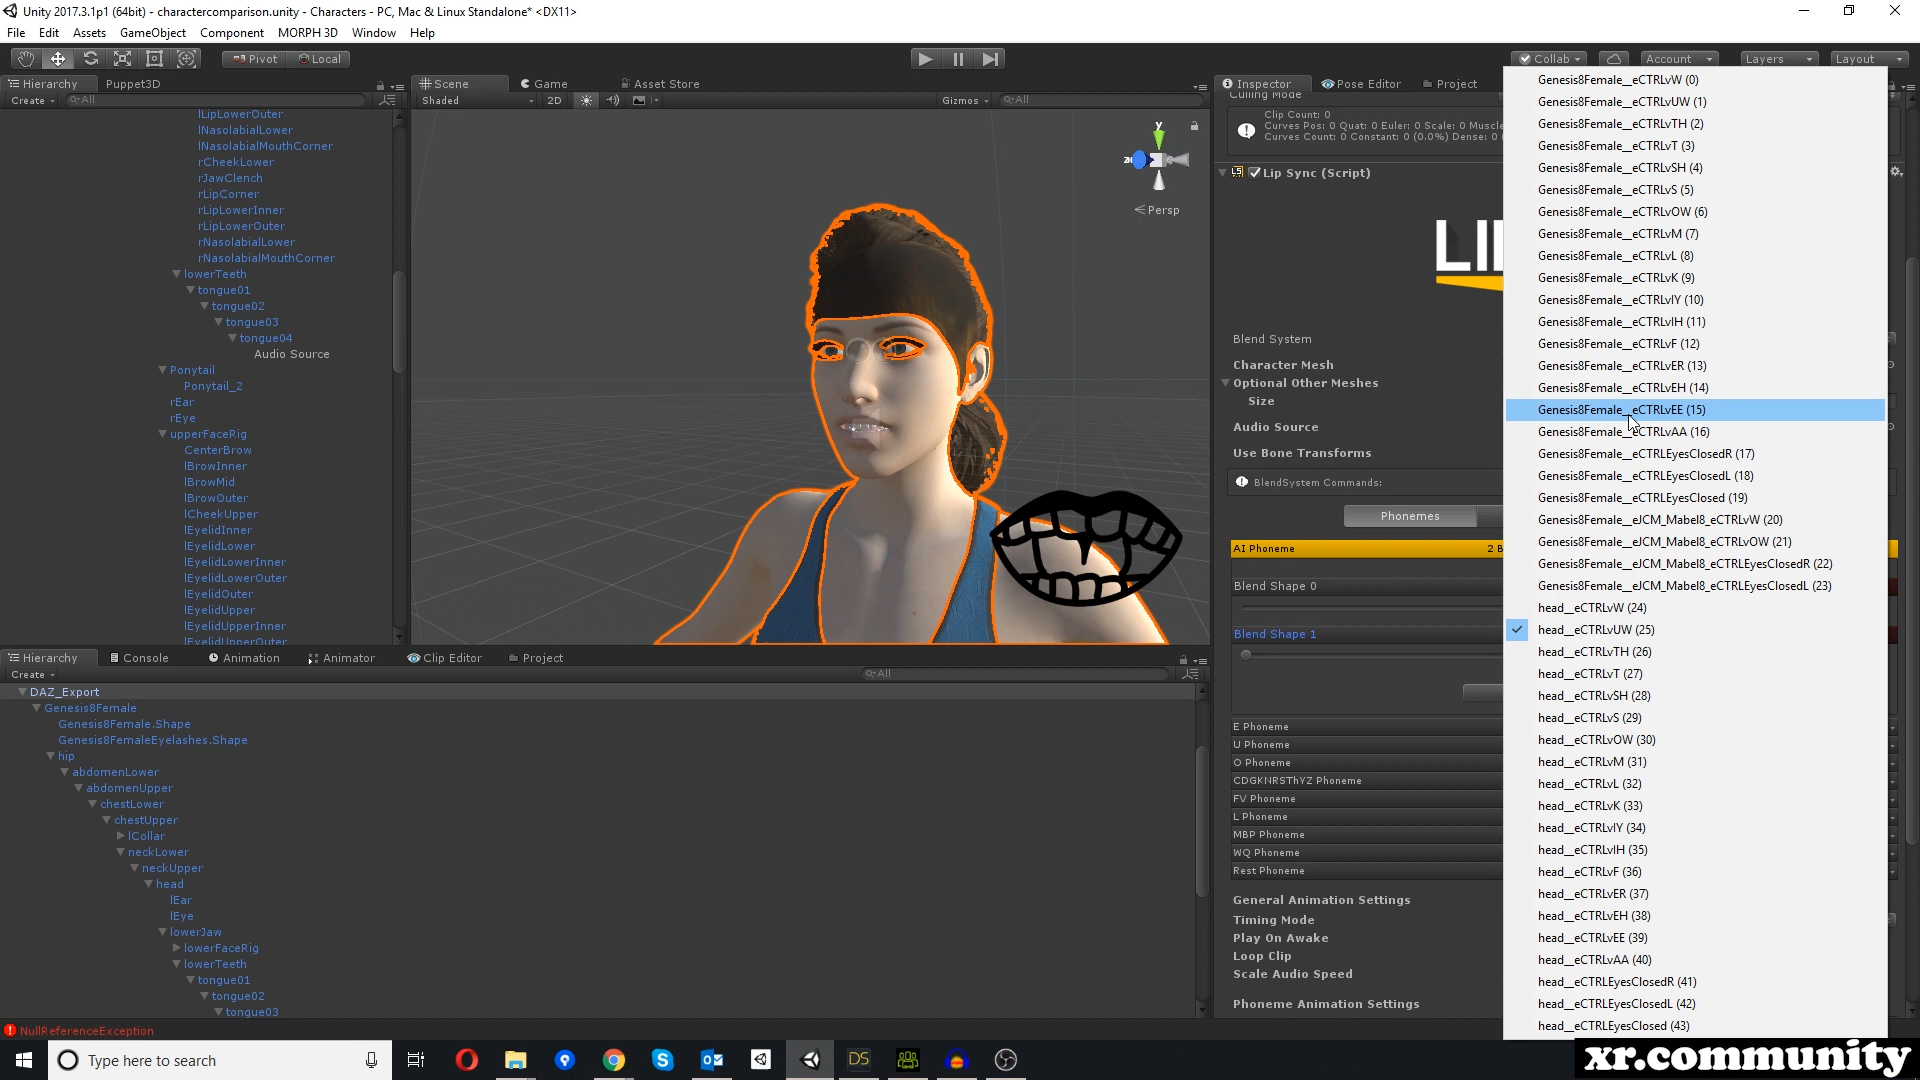 Unity 2017.3.1p1 (64bit) - charactercomparison.unity - Characters - PC, Mac & Linux Standalone* <DX11>
File Edit Assets GameObject Component MORPH 3D Window Help
Pivot Local
Collab Account Layers Layout
Hierarchy Puppet3D
Create All
lLipLowerOuter
lNasolabialLower
lNasolabialMouthCorner
rCheekLower
rJawClench
rLipCorner
rLipLowerInner
rLipLowerOuter
rNasolabialLower
rNasolabialMouthCorner
lowerTeeth
tongue01
tongue02
tongue03
tongue04
Audio Source
Ponytail
Ponytail_2
rEar
rEye
upperFaceRig
CenterBrow
lBrowInner
lBrowMid
lBrowOuter
lCheekUpper
lEyelidInner
lEyelidLower
lEyelidLowerInner
lEyelidLowerOuter
lEyelidOuter
lEyelidUpper
lEyelidUpperInner
lEyelidUpperOuter
Scene Game Asset Store
Shaded 2D Gizmos All
y
Persp
Hierarchy Console Animation Animator Clip Editor Project
Create All
DAZ_Export
Genesis8Female
Genesis8Female.Shape
Genesis8FemaleEyelashes.Shape
hip
abdomenLower
abdomenUpper
chestLower
chestUpper
lCollar
neckLower
neckUpper
head
lEar
lEye
lowerJaw
lowerFaceRig
lowerTeeth
tongue01
tongue02
tongue03
NullReferenceException
Inspector Pose Editor Project
Culling Mode
Clip Count: 0
Curves Pos: 0 Quat: 0 Euler: 0 Scale: 0 Muscle
Curves Count: 0 Constant: 0 (0.0%) Dense: 0
Lip Sync (Script)
LI
Blend System
Character Mesh
Optional Other Meshes
Size
Audio Source
Use Bone Transforms
BlendSystem Commands:
Phonemes
AI Phoneme 2 B
Blend Shape 0
Blend Shape 1
E Phoneme
U Phoneme
O Phoneme
CDGKNRSThYZ Phoneme
FV Phoneme
L Phoneme
MBP Phoneme
WQ Phoneme
Rest Phoneme
General Animation Settings
Timing Mode
Play On Awake
Loop Clip
Scale Audio Speed
Phoneme Animation Settings
Genesis8Female__eCTRLvW (0)
Genesis8Female__eCTRLvUW (1)
Genesis8Female__eCTRLvTH (2)
Genesis8Female__eCTRLvT (3)
Genesis8Female__eCTRLvSH (4)
Genesis8Female__eCTRLvS (5)
Genesis8Female__eCTRLvOW (6)
Genesis8Female__eCTRLvM (7)
Genesis8Female__eCTRLvL (8)
Genesis8Female__eCTRLvK (9)
Genesis8Female__eCTRLvIY (10)
Genesis8Female__eCTRLvIH (11)
Genesis8Female__eCTRLvF (12)
Genesis8Female__eCTRLvER (13)
Genesis8Female__eCTRLvEH (14)
Genesis8Female__eCTRLvEE (15)
Genesis8Female__eCTRLvAA (16)
Genesis8Female__eCTRLEyesClosedR (17)
Genesis8Female__eCTRLEyesClosedL (18)
Genesis8Female__eCTRLEyesClosed (19)
Genesis8Female__eJCM_Mabel8_eCTRLvW (20)
Genesis8Female__eJCM_Mabel8_eCTRLvOW (21)
Genesis8Female__eJCM_Mabel8_eCTRLEyesClosedR (22)
Genesis8Female__eJCM_Mabel8_eCTRLEyesClosedL (23)
head__eCTRLvW (24)
head__eCTRLvUW (25)
head__eCTRLvTH (26)
head__eCTRLvT (27)
head__eCTRLvSH (28)
head__eCTRLvS (29)
head__eCTRLvOW (30)
head__eCTRLvM (31)
head__eCTRLvL (32)
head__eCTRLvK (33)
head__eCTRLvIY (34)
head__eCTRLvIH (35)
head__eCTRLvF (36)
head__eCTRLvER (37)
head__eCTRLvEH (38)
head__eCTRLvEE (39)
head__eCTRLvAA (40)
head__eCTRLEyesClosedR (41)
head__eCTRLEyesClosedL (42)
head__eCTRLEyesClosed (43)
Type here to search
DS
xr.community